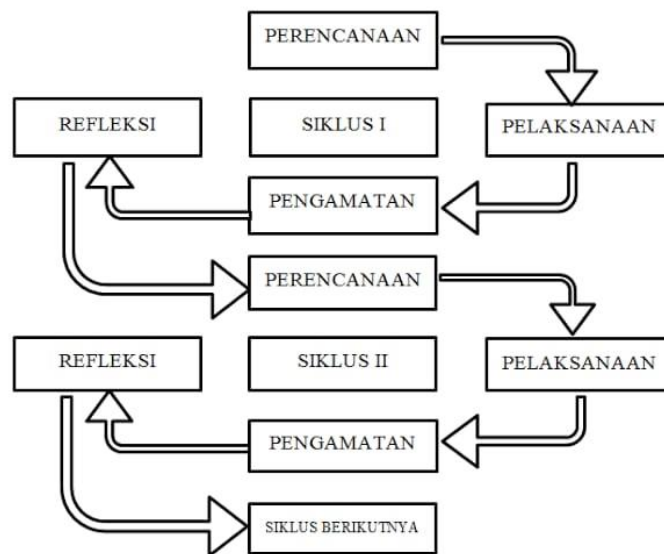 PERENCANAAN
REFLEKSI
SIKLUS I
PELAKSANAAN
PENGAMATAN
PERENCANAAN
REFLEKSI
SIKLUS II
PELAKSANAAN
PENGAMATAN
SIKLUS BERIKUTNYA